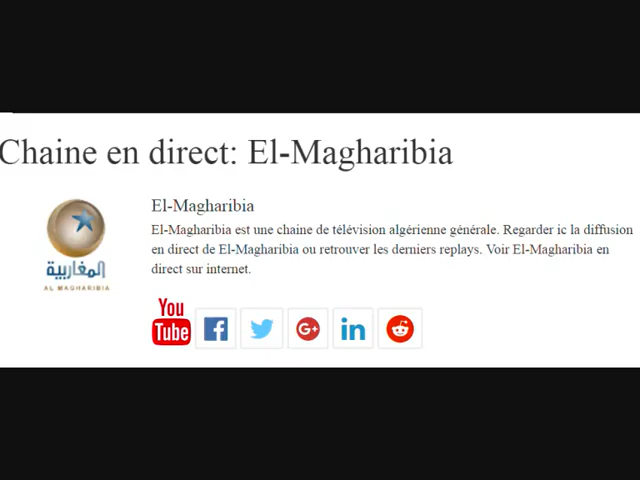 Chaine en direct: El-Magharibia
El-Magharibia
El-Magharibia est une chaine de télévision algérienne générale. Regarder ic la diffusion
en direct de El-Magharibia ou retrouver les derniers replays. Voir El-Magharibia en
direct sur internet.
المغاربية
AL MAGHARIBIA
You
Tube
f
G+
in